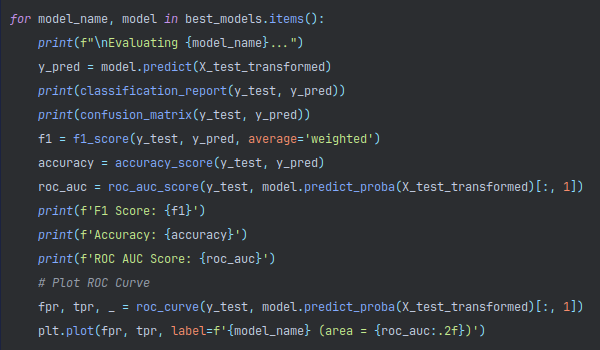 for model_name, model in best_models.items():
    print(f"\nEvaluating {model_name}...")
    y_pred = model.predict(X_test_transformed)
    print(classification_report(y_test, y_pred))
    print(confusion_matrix(y_test, y_pred))
    f1 = f1_score(y_test, y_pred, average='weighted')
    accuracy = accuracy_score(y_test, y_pred)
    roc_auc = roc_auc_score(y_test, model.predict_proba(X_test_transformed)[:, 1])
    print(f'F1 Score: {f1}')
    print(f'Accuracy: {accuracy}')
    print(f'ROC AUC Score: {roc_auc}')
    # Plot ROC Curve
    fpr, tpr, _ = roc_curve(y_test, model.predict_proba(X_test_transformed)[:, 1])
    plt.plot(fpr, tpr, label=f'{model_name} (area = {roc_auc:.2f})')